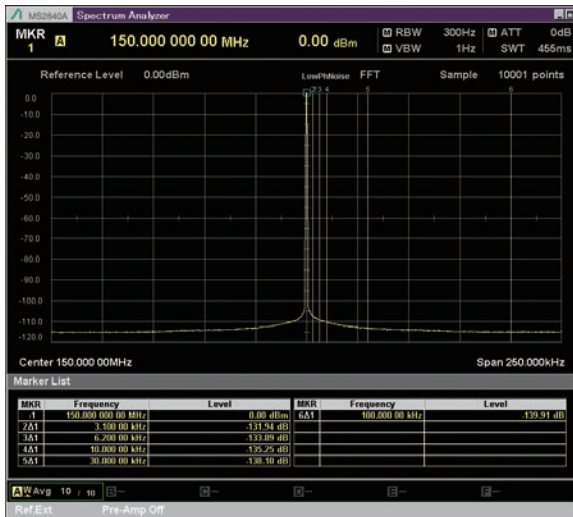 MS2840A Spectrum Analyzer
MKR 1 A 150.000 000 00 MHz 0.00 dBm M RBW 300Hz M ATT 0dB
M VBW 1Hz SWT 455ms
Reference Level 0.00dBm LowPhNoise FFT Sample 10001 points
2 3 4 5 6
0.0
-10.0
-20.0
-30.0
-40.0
-50.0
-60.0
-70.0
-80.0
-90.0
-100.0
-110.0
-120.0
Center 150.000 00MHz Span 250.000kHz
Marker List
MKR Frequency Level MKR Frequency Level
1 150.000 000 00 MHz 0.00 dBm 6Δ1 100.000 00 kHz -139.91 dB
2Δ1 3.100 00 kHz -131.94 dB
3Δ1 6.200 00 kHz -133.89 dB
4Δ1 10.000 00 kHz -135.25 dB
5Δ1 30.000 00 kHz -138.10 dB
A W Avg 10 / 10 B- C- D- E- F-
Ref.Ext Pre-Amp Off